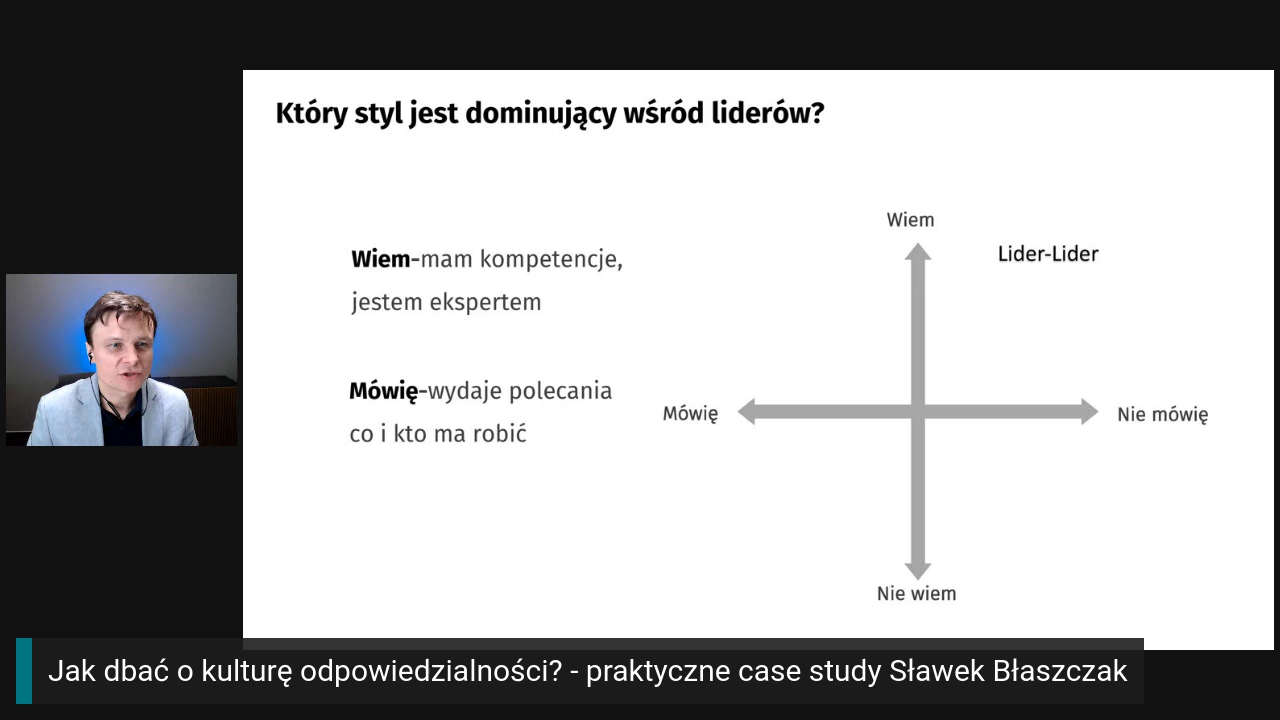 Który styl jest dominujący wśród liderów?
Wiem-mam kompetencje,
jestem ekspertem
Mówię-wydaje polecania
co i kto ma robić
Wiem
Lider-Lider
Mówię
Nie mówię
Nie wiem
Jak dbać o kulturę odpowiedzialności? - praktyczne case study Sławek Błaszczak